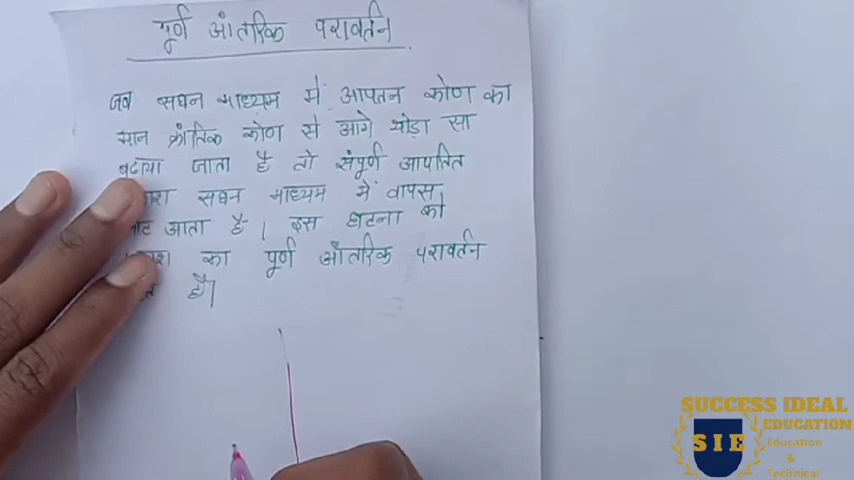 पूर्ण आंतरिक परावर्तन
जब सघन माध्यम में आपतन कोण का
मान क्रांतिक कोण से आगे थोड़ा सा
बढ़ाया जाता है तो संपूर्ण आपतित
सघन माध्यम में वापस
आता है। इस घटना को
का पूर्ण आंतरिक परावर्तन
है।
SUCCESS IDEAL
EDUCATION
SIE
Education
&
Technical